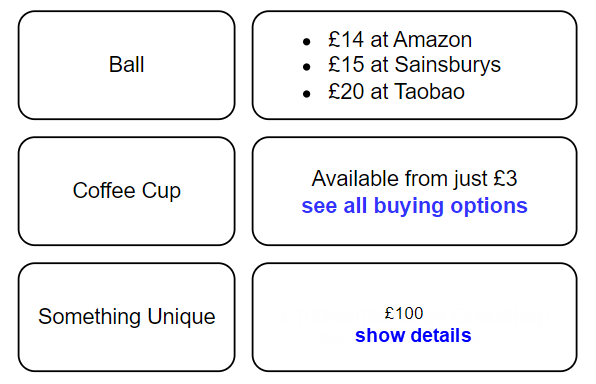 Ball
• £14 at Amazon
• £15 at Sainsburys
• £20 at Taobao
Coffee Cup
Available from just £3
see all buying options
Something Unique
£100
show details